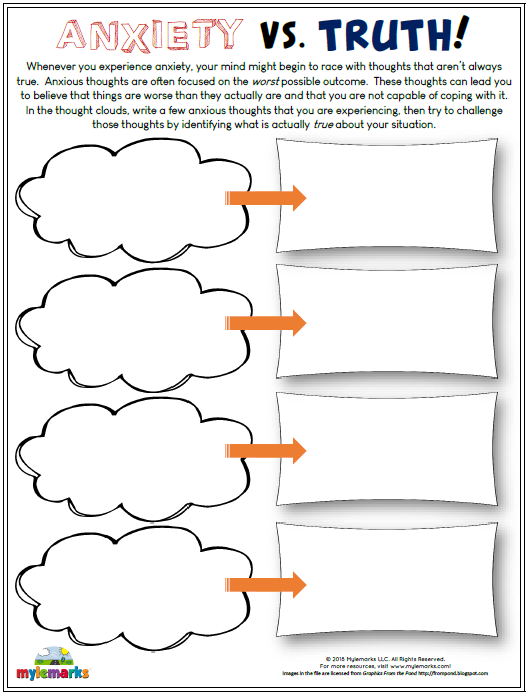 ANXIETY VS. TRUTH!
Whenever you experience anxiety, your mind might begin to race with thoughts that aren't always
true. Anxious thoughts are often focused on the worst possible outcome. These thoughts can lead you
to believe that things are worse than they actually are and that you are not capable of coping with it.
In the thought clouds, write a few anxious thoughts that you are experiencing, then try to challenge
those thoughts by identifying what is actually true about your situation.
mylemarks
© 2018 Mylemarks LLC. All Rights Reserved.
For more resources, visit www.mylemarks.com
Images in the file are licensed from Graphics From the Pond http://frompond.blogspot.com